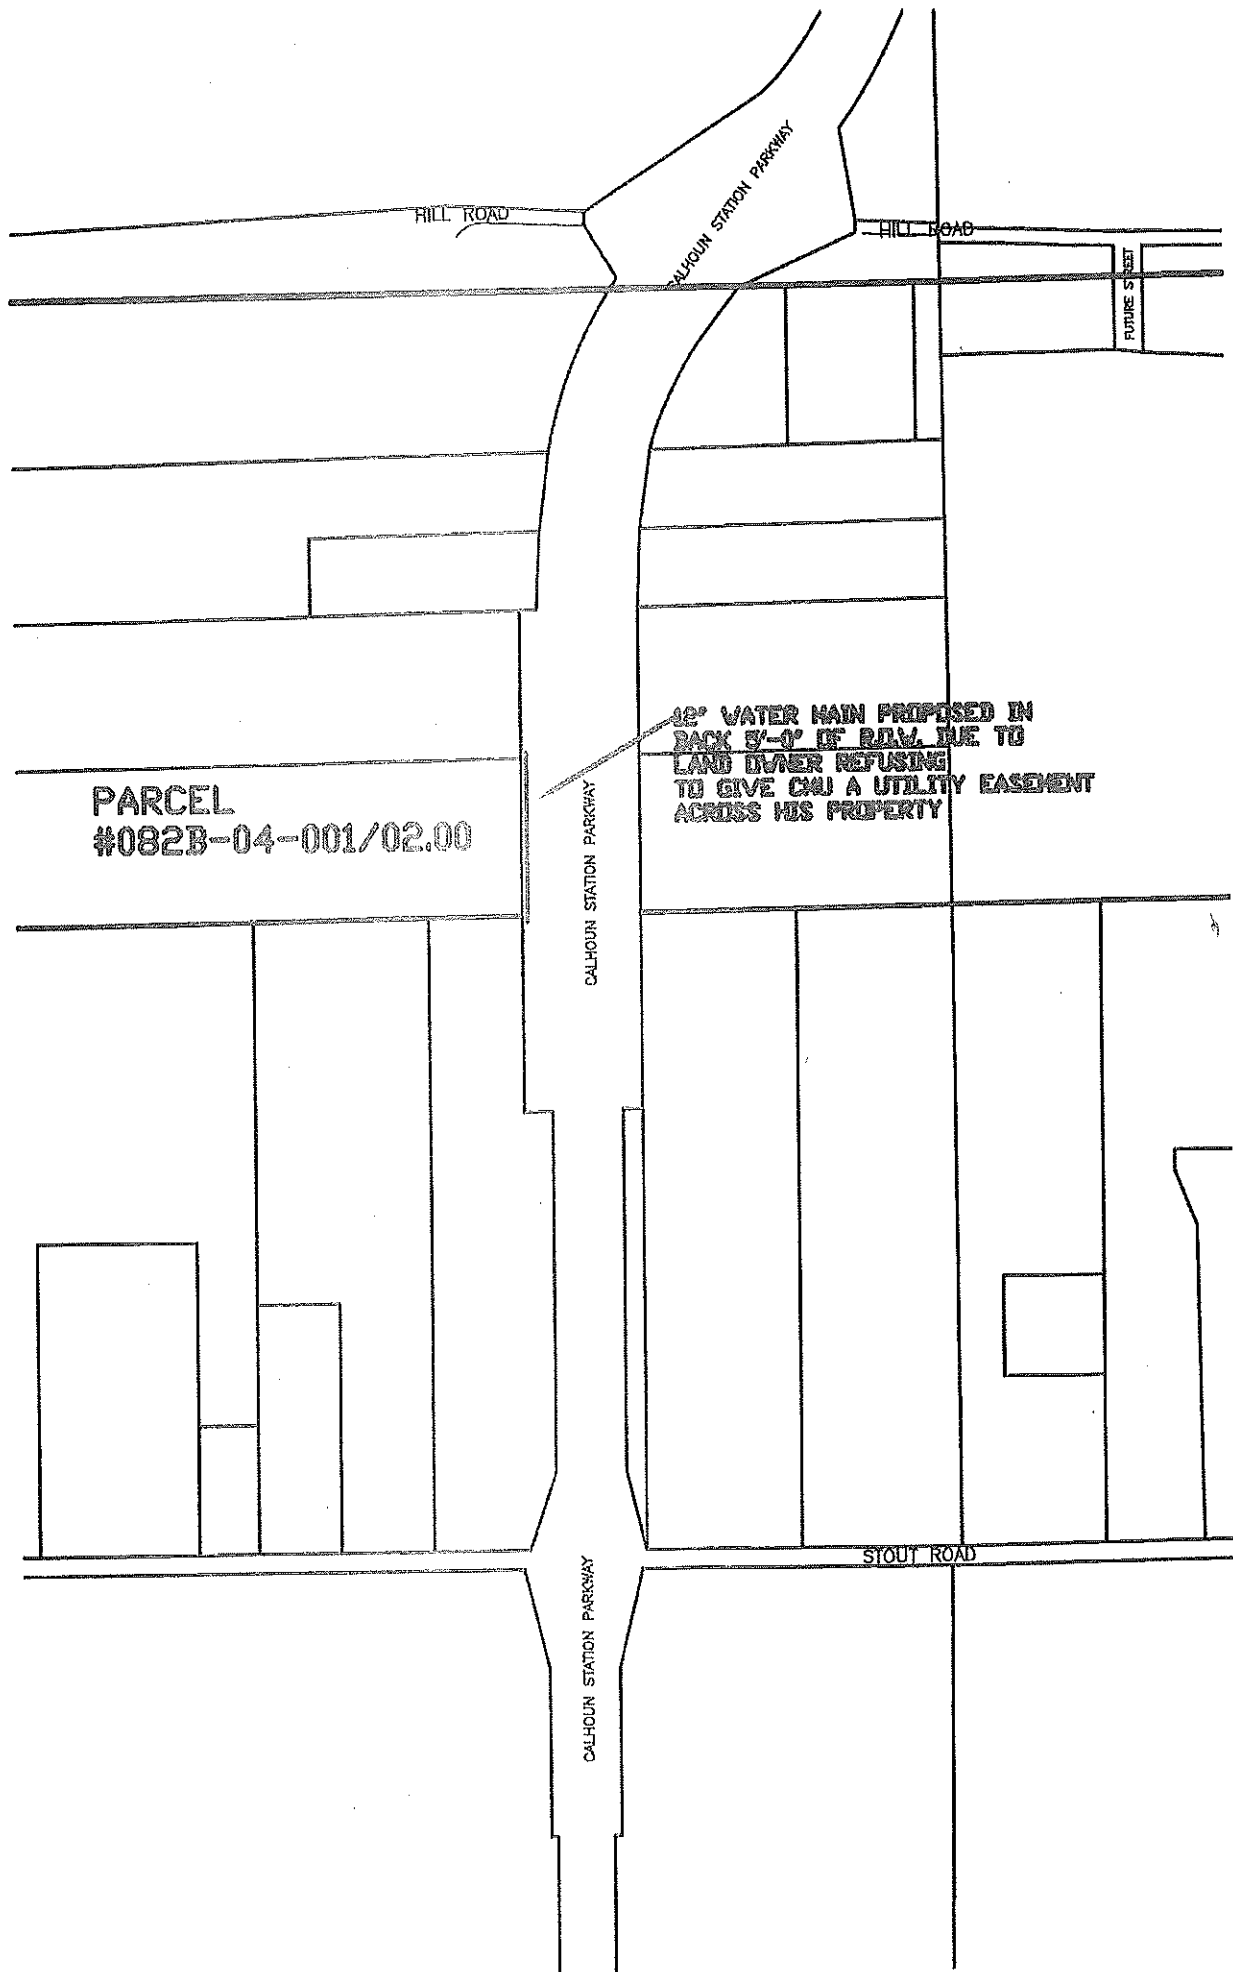 CALHOUN STATION PARKWAY
HILL ROAD
HILL ROAD
FUTURE STREET
WATER MAIN PROPOSED IN
BACK 5'-0" OF R.O.W. DUE TO
LAND OWNER REFUSING
TO GIVE CMU A UTILITY EASEMENT
ACROSS HIS PROPERTY
PARCEL
#082B-04-001/02.00
CALHOUN STATION PARKWAY
STOUT ROAD
CALHOUN STATION PARKWAY